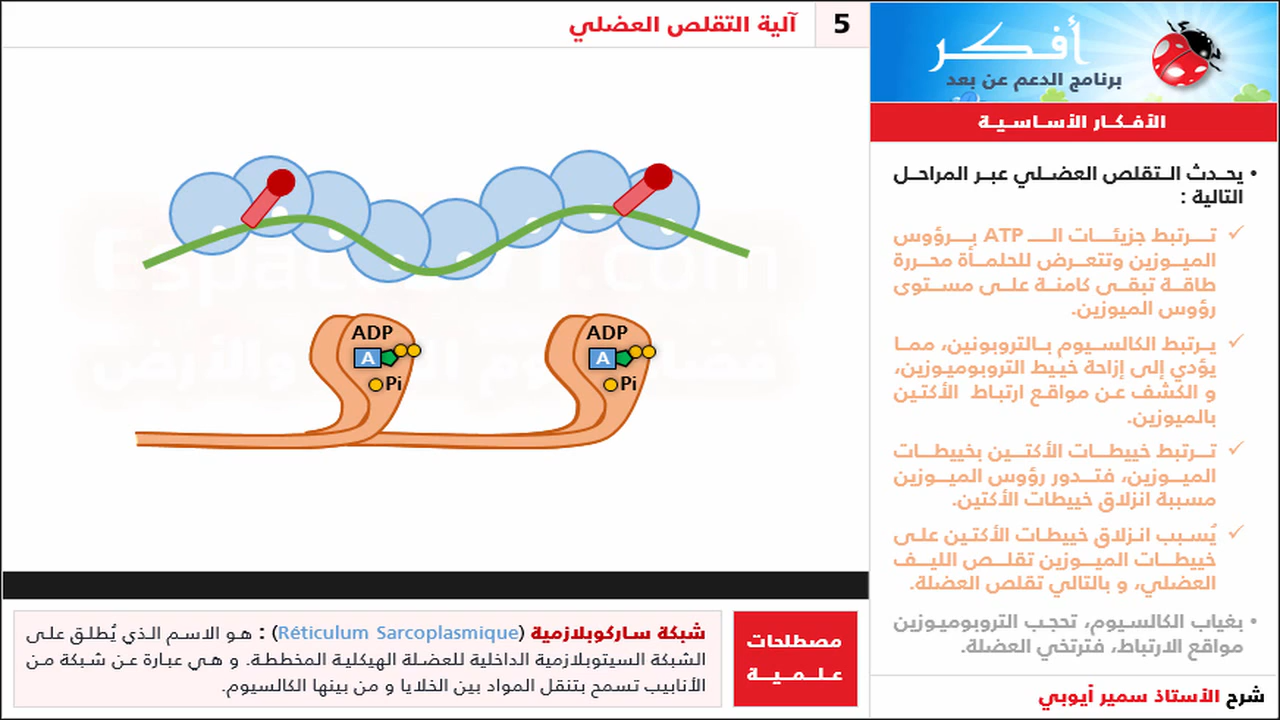 أفكر
برنامج الدعم عن بعد
5
آلية التقلص العضلي
الأفكار الأساسية
• يحدث التقلص العضلي عبر المراحل
التالية :
✓ ترتبط جزيئات الـ ATP برؤوس
الميوزين وتتعرض للحلمأة محررة
طاقة تبقى كامنة على مستوى
رؤوس الميوزين.
✓ يرتبط الكالسيوم بالتروبونين، مما
يؤدي إلى إزاحة خييط التروبوميوزين،
و الكشف عن مواقع ارتباط الأكتين
بالميوزين.
✓ ترتبط خييطات الأكتين بخييطات
الميوزين، فتدور رؤوس الميوزين
مسببة انزلاق خييطات الأكتين.
✓ يُسبب انزلاق خييطات الأكتين على
خييطات الميوزين تقلص الليف
العضلي، و بالتالي تقلص العضلة.
• بغياب الكالسيوم، تحجب التروبوميوزين
مواقع الارتباط، فترتخي العضلة.
شرح الأستاذ سمير أيوبي
ADP
A
Pi
ADP
A
Pi
مصطلحات
علمية
شبكة ساركوبلازمية (Réticulum Sarcoplasmique) : هو الاسم الذي يُطلق على
الشبكة السيتوبلازمية الداخلية للعضلة الهيكلية المخططة. و هي عبارة عن شبكة من
الأنابيب تسمح بتنقل المواد بين الخلايا و من بينها الكالسيوم.